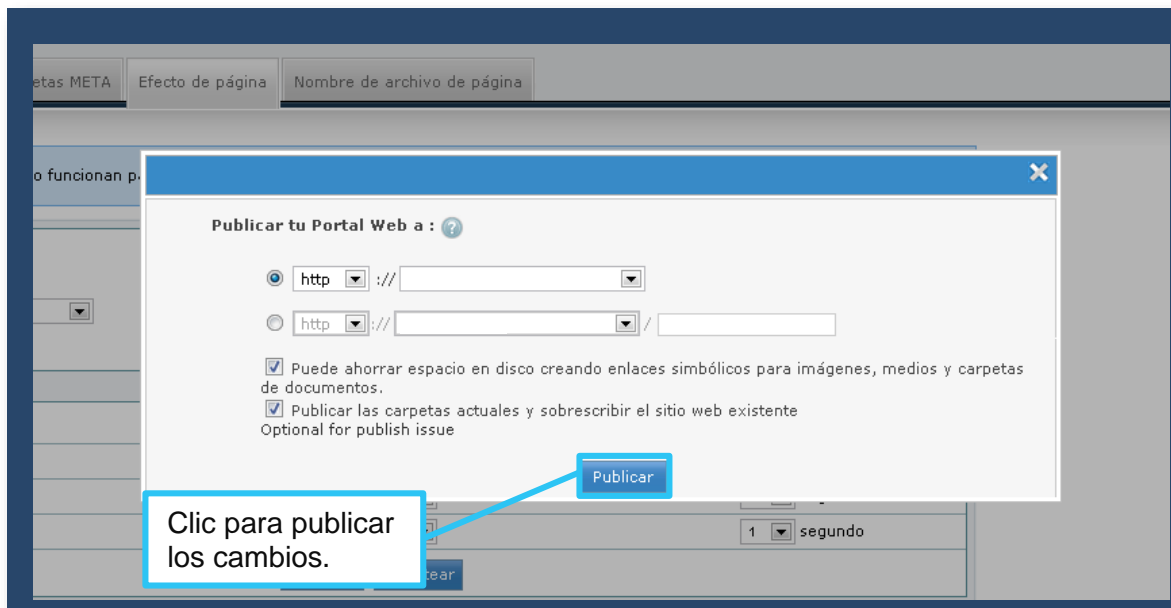 etas META Efecto de página Nombre de archivo de página
o funcionan p
Publicar tu Portal Web a : ?
http ://
http :// /
Puede ahorrar espacio en disco creando enlaces simbólicos para imágenes, medios y carpetas
de documentos.
Publicar las carpetas actuales y sobrescribir el sitio web existente
Optional for publish issue
Publicar
Clic para publicar
los cambios.
1 segundo
tear